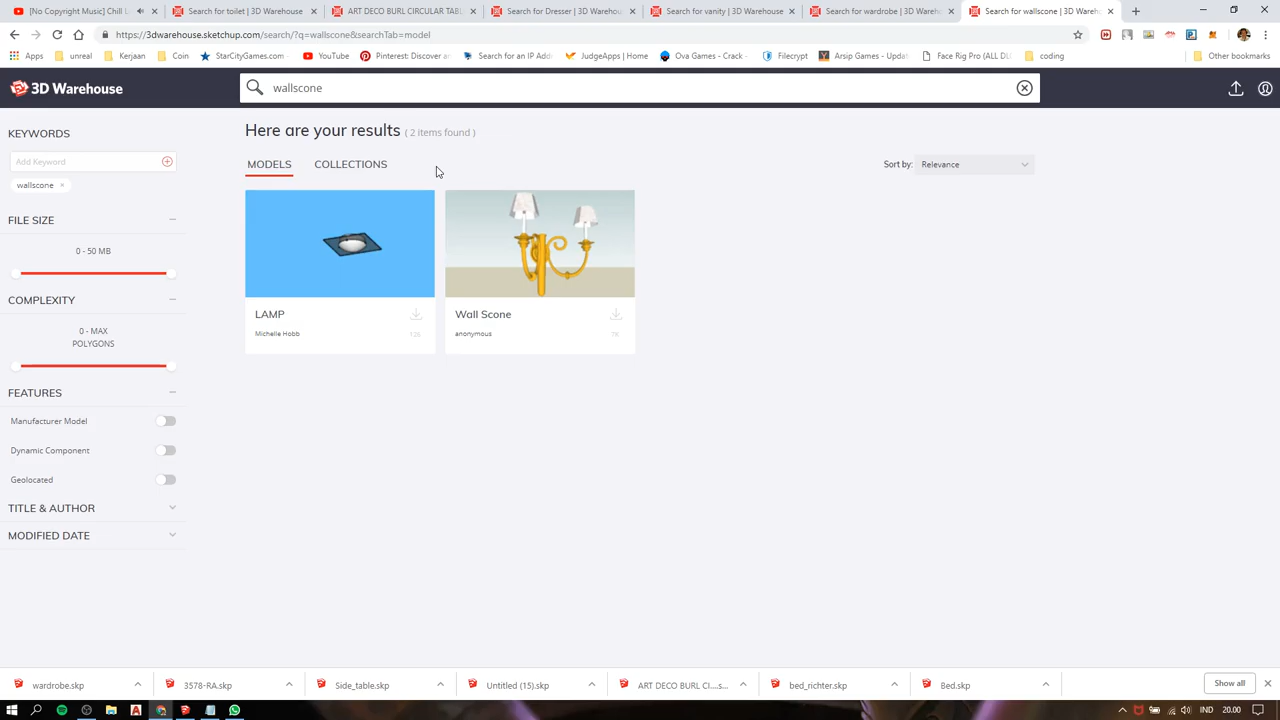 [No Copyright Music] Chill L
Search for toilet | 3D Warehouse
ART DECO BURL CIRCULAR TABL
Search for Dresser | 3D Warehou
Search for vanity | 3D Warehouse
Search for wardrobe | 3D Wareho
Search for wallscone | 3D Wareho
https://3dwarehouse.sketchup.com/search/?q=wallscone&searchTab=model
Apps
unreal
Kerjaan
Coin
StarCityGames.com
YouTube
Pinterest: Discover an
Search for an IP Addr
JudgeApps | Home
Ova Games - Crack
Filecrypt
Arsip Games - Updat
Face Rig Pro (ALL DL
coding
Other bookmarks
3D Warehouse
wallscone
KEYWORDS
Add Keyword
wallscone ×
Here are your results ( 2 items found )
MODELS
COLLECTIONS
Sort by: Relevance
FILE SIZE
0 - 50 MB
COMPLEXITY
0 - MAX
POLYGONS
FEATURES
Manufacturer Model
Dynamic Component
Geolocated
TITLE & AUTHOR
MODIFIED DATE
LAMP
Michelle Hobb
Wall Scone
anonymous
wardrobe.skp
3578-RA.skp
Side_table.skp
Untitled (15).skp
ART DECO BURL CI....s...
bed_richter.skp
Bed.skp
Show all
IND
20.00